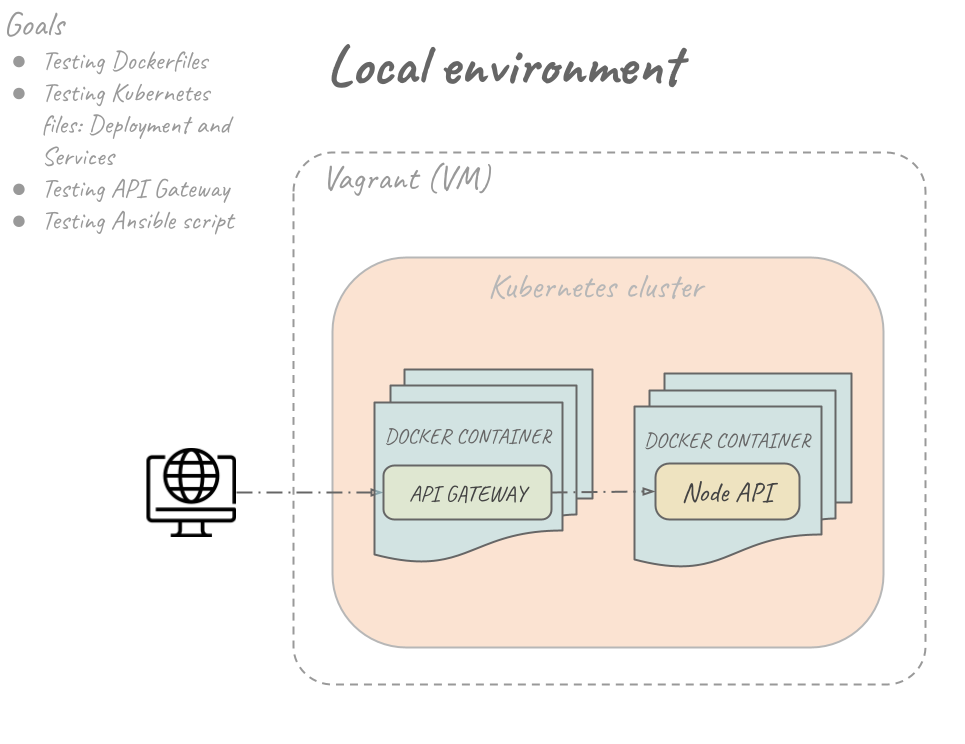 Goals
Testing Dockerfiles
Testing Kubernetes
files: Deployment and
Services
Testing API Gateway
Testing Ansible script
Local environment
Vagrant (VM)
Kubernetes cluster
DOCKER CONTAINER
API GATEWAY
DOCKER CONTAINER
Node API